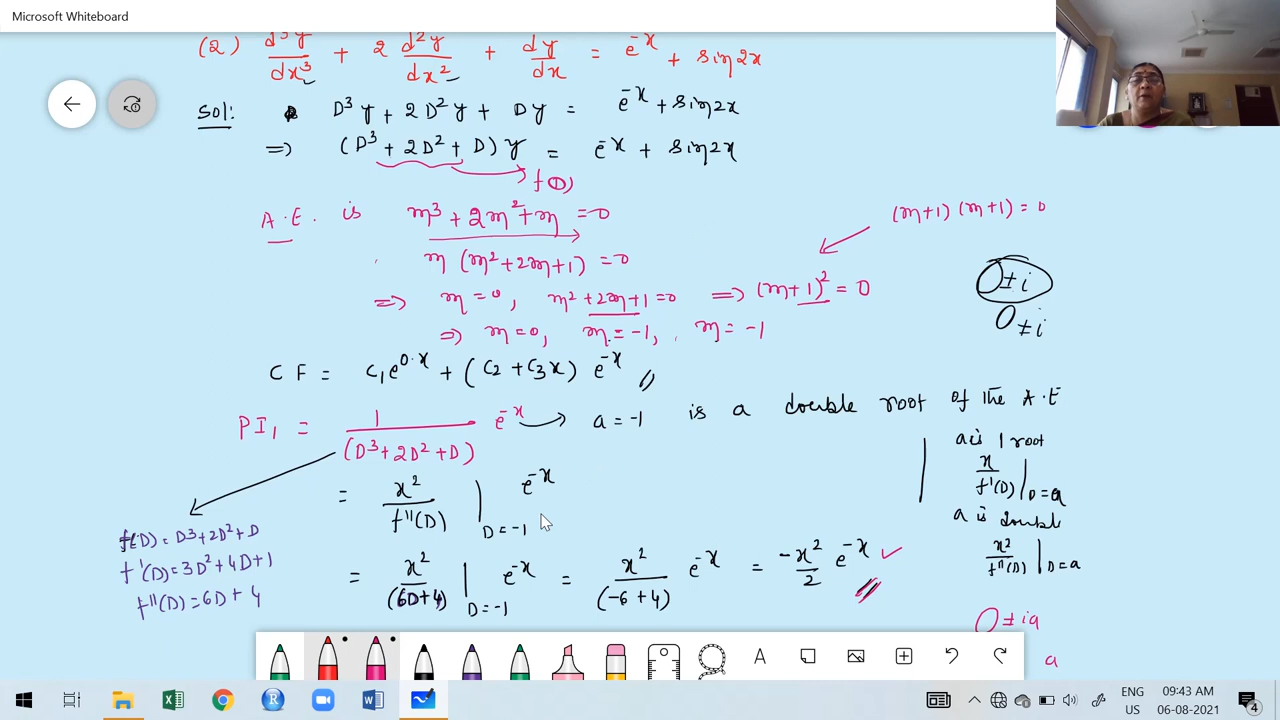 Microsoft Whiteboard
(2) d³y/dx³ + 2 d²y/dx² + dy/dx = e^-x + sin2x
Sol: D³y + 2D²y + Dy = e^-x + sin2x
=> (D³ + 2D² + D) y = e^-x + sin2x
f(D)
A.E. is m³ + 2m² + m = 0
(m+1) (m+1) = 0
m (m² + 2m + 1) = 0
=> m = 0, m² + 2m + 1 = 0 => (m+1)² = 0
0 ± i
0 ± i
=> m = 0, m = -1, m = -1
C F = C₁e^0.x + (C₂ + C₃x) e^-x //
PI₁ = 1/(D³ + 2D² + D) e^-x → a = -1 is a double root of the A.E
= x²/f''(D) | D = -1 e^-x
a is 1 root
x/f'(D) | D = a
a is double
x²/f''(D) | D = a
f(D) = D³ + 2D² + D
f'(D) = 3D² + 4D + 1
f''(D) = 6D + 4
= x²/(6D + 4) | D = -1 e^-x = x²/(-6 + 4) e^-x = -x²/2 e^-x ✓
0 ± ia
a
A
ENG
US
09:43 AM
06-08-2021
4